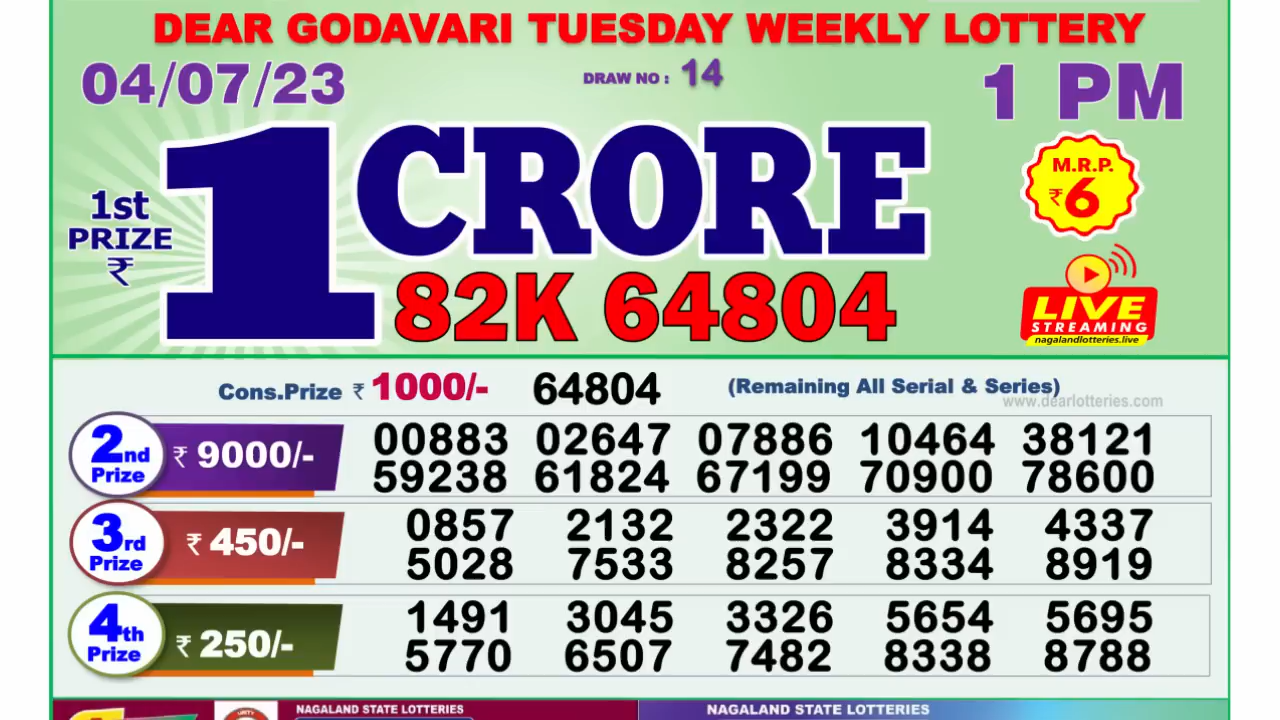 DEAR GODAVARI TUESDAY WEEKLY LOTTERY
04/07/23
DRAW NO : 14
1 PM
1st
PRIZE
₹
1 CRORE
82K 64804
M.R.P.
₹6
LIVE
STREAMING
nagalandlotteries.live
Cons.Prize ₹ 1000/- 64804 (Remaining All Serial & Series)
www.dearlotteries.com
2nd
Prize
₹ 9000/-
00883 02647 07886 10464 38121
59238 61824 67199 70900 78600
3rd
Prize
₹ 450/-
0857 2132 2322 3914 4337
5028 7533 8257 8334 8919
4th
Prize
₹ 250/-
1491 3045 3326 5654 5695
5770 6507 7482 8338 8788
NAGALAND STATE LOTTERIES
NAGALAND STATE LOTTERIES